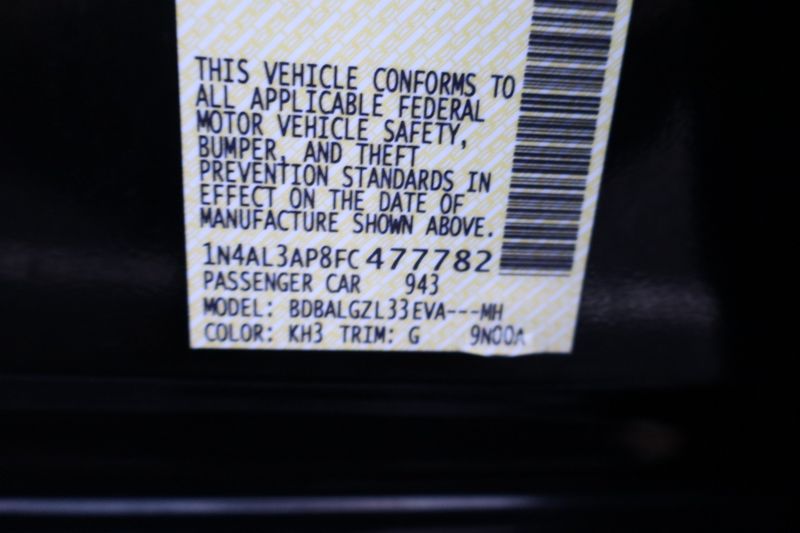 THIS VEHICLE CONFORMS TO
ALL APPLICABLE FEDERAL
MOTOR VEHICLE SAFETY,
BUMPER, AND THEFT
PREVENTION STANDARDS IN
EFFECT ON THE DATE OF
MANUFACTURE SHOWN ABOVE.
1N4AL3AP8FC477782
PASSENGER CAR 943
MODEL: BDBALGZL33EVA---MH
COLOR: KH3 TRIM: G 9N00A